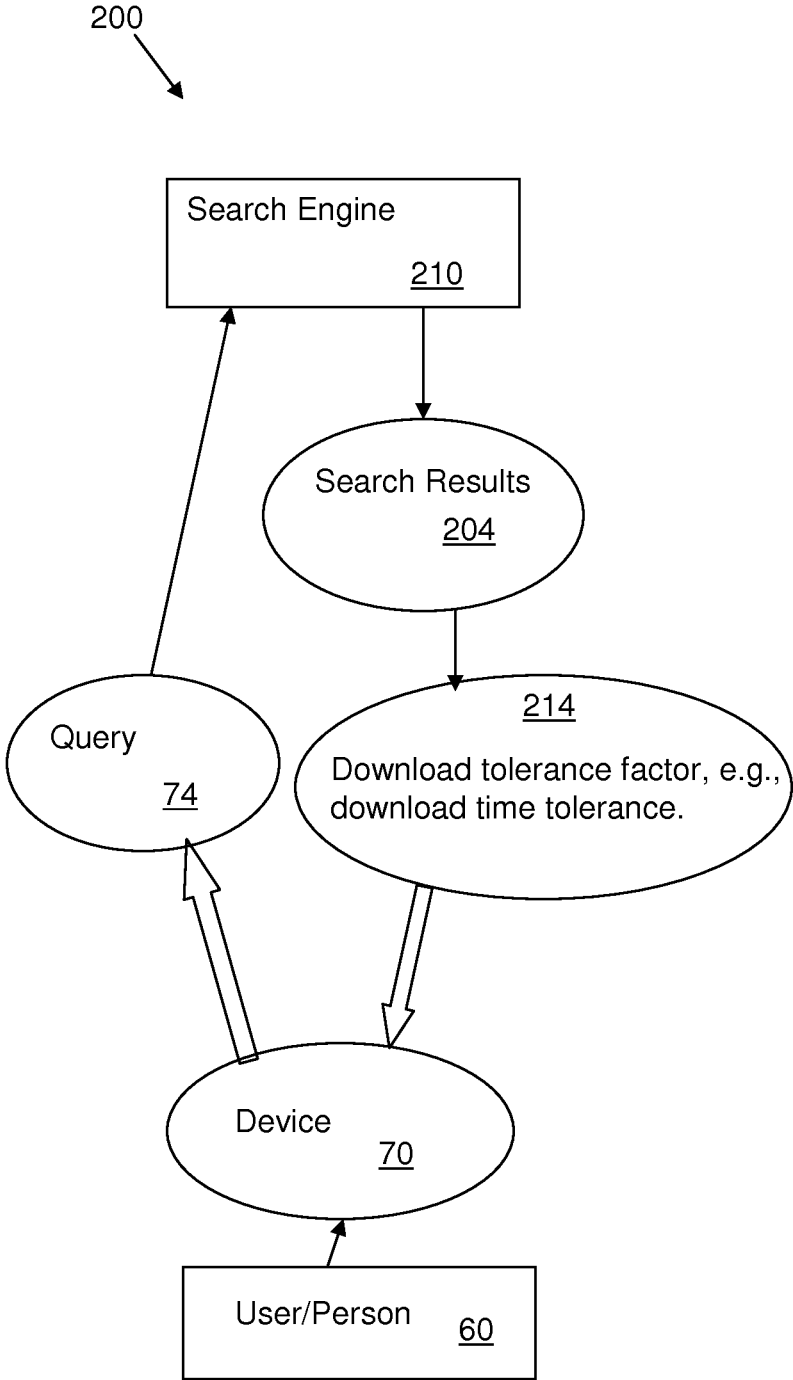 200
Search Engine
210
Search Results
204
214
Query
Download tolerance factor, e.g.,
74
download time tolerance.
Device
70
User/Person
60